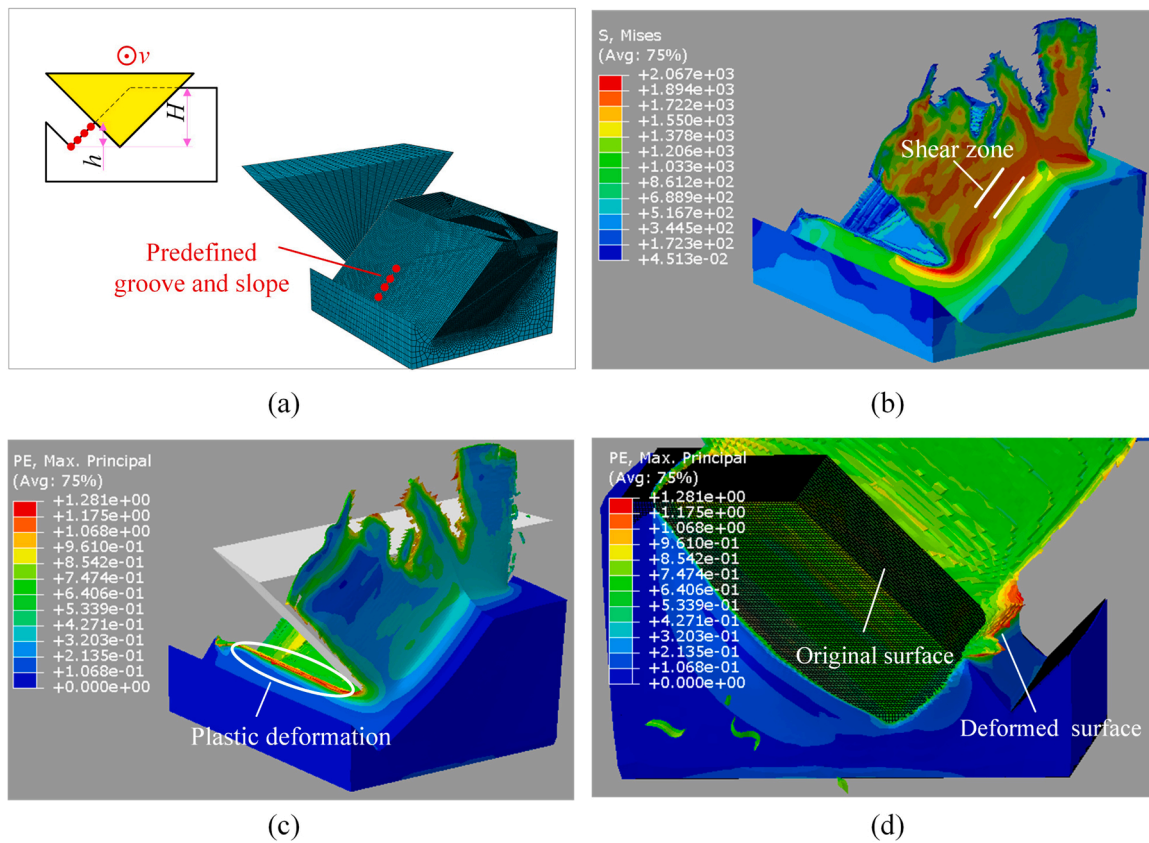 v
H
h
Predefined
groove and slope
(a)
S, Mises
(Avg: 75%)
+2.067e+03
+1.894e+03
+1.722e+03
+1.550e+03
+1.378e+03
+1.206e+03
+1.033e+03
+8.612e+02
+6.889e+02
+5.167e+02
+3.445e+02
+1.723e+02
+4.513e-02
Shear zone
(b)
PE, Max. Principal
(Avg: 75%)
+1.281e+00
+1.175e+00
+1.068e+00
+9.610e-01
+8.542e-01
+7.474e-01
+6.406e-01
+5.339e-01
+4.271e-01
+3.203e-01
+2.135e-01
+1.068e-01
+0.000e+00
Plastic deformation
(c)
PE, Max. Principal
(Avg: 75%)
+1.281e+00
+1.175e+00
+1.068e+00
+9.610e-01
+8.542e-01
+7.474e-01
+6.406e-01
+5.339e-01
+4.271e-01
+3.203e-01
+2.135e-01
+1.068e-01
+0.000e+00
Original surface
Deformed surface
(d)